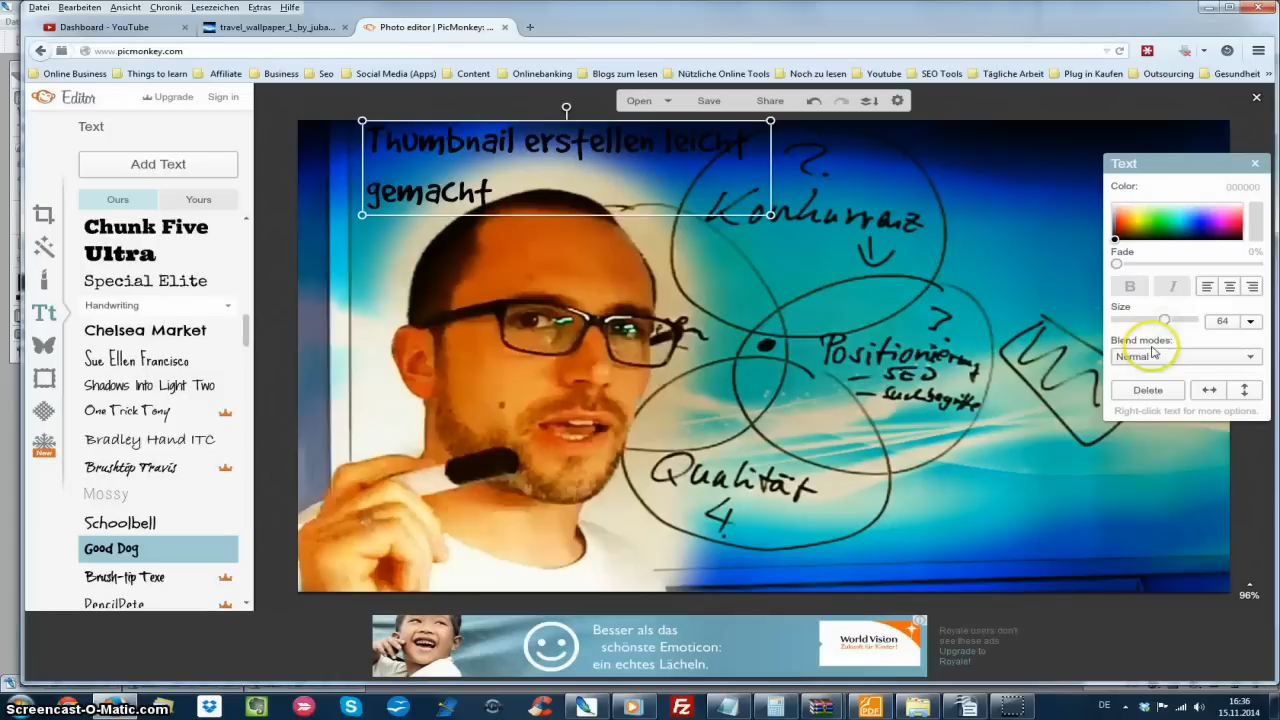 Datei Bearbeiten Ansicht Chronik Lesezeichen Extras Hilfe
Dashboard - YouTube × travel_wallpaper_1_by_juba... × Photo editor | PicMonkey: ... × +
www.picmonkey.com
Online Business Things to learn Affiliate Business Seo Social Media (Apps) Content Onlinebanking Blogs zum lesen Nützliche Online Tools Noch zu lesen Youtube SEO Tools Tägliche Arbeit Plug in Kaufen Outsourcing Gesundheit »
Editor Upgrade Sign in
Open Save Share
Text
Add Text
Ours Yours
Chunk Five
Ultra
Special Elite
Handwriting
Chelsea Market
Sue Ellen Francisco
Shadows Into Light Two
One Trick Tony
Bradley Hand ITC
Brushtip Travis
Mossy
Schoolbell
Good Dog
Brush-tip Texe
PencilPete
New
Thumbnail erstellen leicht
gemacht
?
Konkurrenz
?
Positionierung
- SEO
- Suchbegriffe
Qualität
4.
Text ×
Color: 000000
Fade 0%
B I
Size
64
Blend modes:
Normal
Delete
Right-click text for more options.
96%
Besser als das
schönste Emoticon:
ein echtes Lächeln.
World Vision
Zukunft für Kinder!
Royale users don't
see these ads
Upgrade to
Royale!
DE
16:36
15.11.2014
Screencast-O-Matic.com